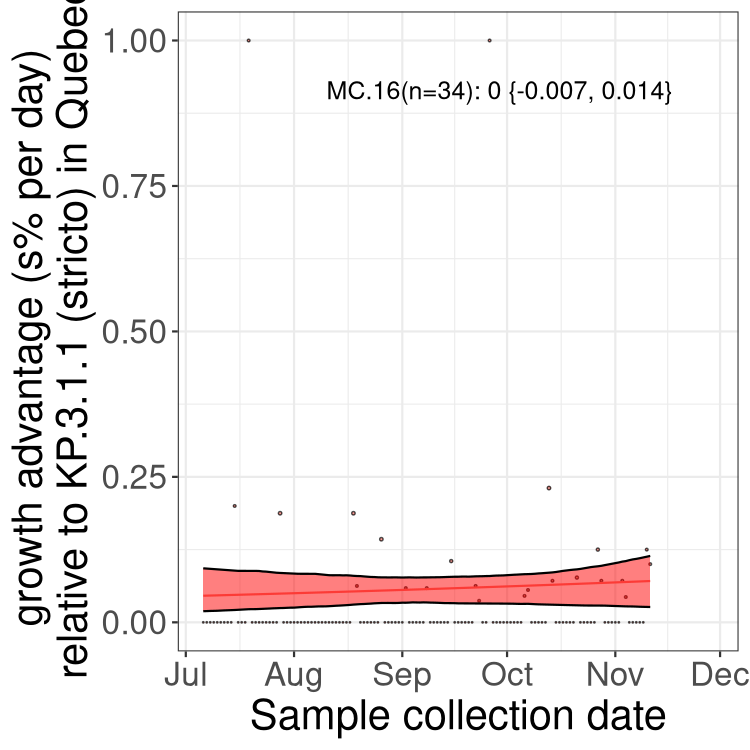 growth advantage (s% per day)
relative to KP.3.1.1 (stricto) in Quebec
1.00
0.75
0.50
0.25
0.00
MC.16(n=34): 0 {-0.007, 0.014}
Jul Aug Sep Oct Nov Dec
Sample collection date